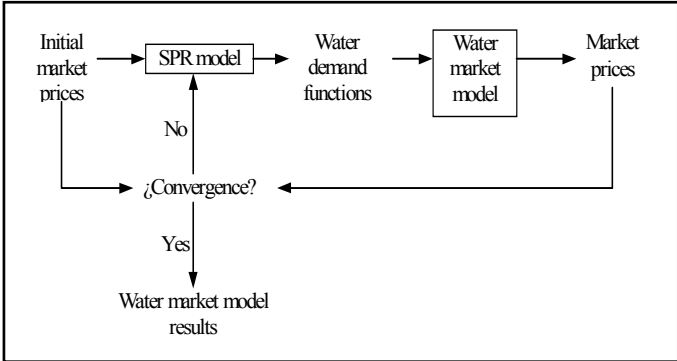 Initial
market
prices
SPR model
Water
demand
functions
Water
market
model
Market
prices
No
¿Convergence?
Yes
Water market model
results